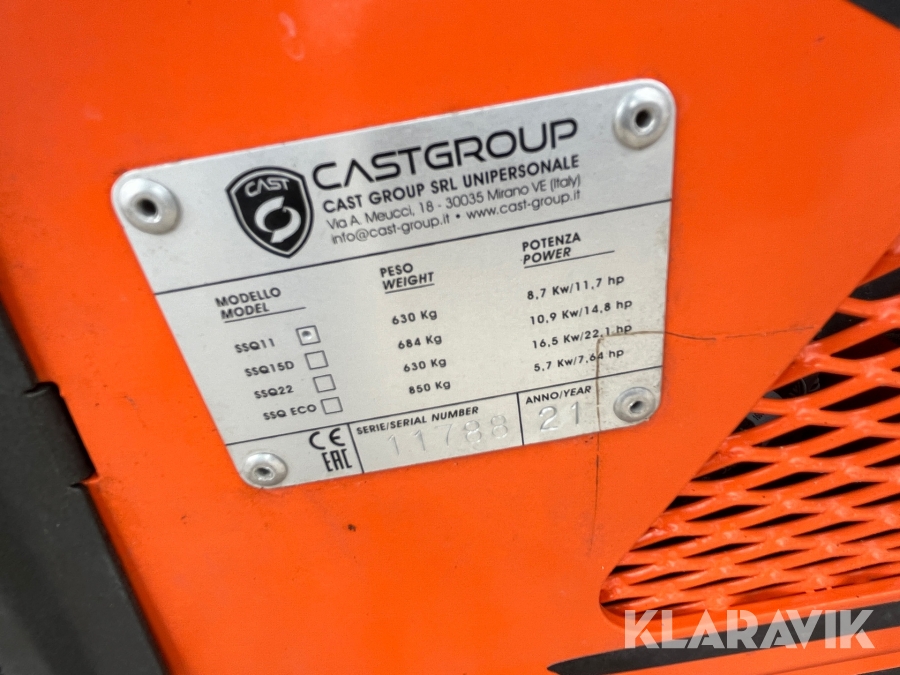 CAST
CASTGROUP
CAST GROUP SRL UNIPERSONALE
Via A. Meucci, 18 - 30035 Mirano VE (Italy)
info@cast-group.it • www.cast-group.it
MODELLO PESO POTENZA
MODEL WEIGHT POWER
SSQ11 630 Kg 8,7 Kw/11,7 hp
SSQ15D 684 Kg 10,9 Kw/14,8 hp
SSQ22 630 Kg 16,5 Kw/22,1 hp
SSQ ECO 850 Kg 5,7 Kw/7,64 hp
CE EAC
SERIE/SERIAL NUMBER 11788
ANNO/YEAR 21
KLARAVIK